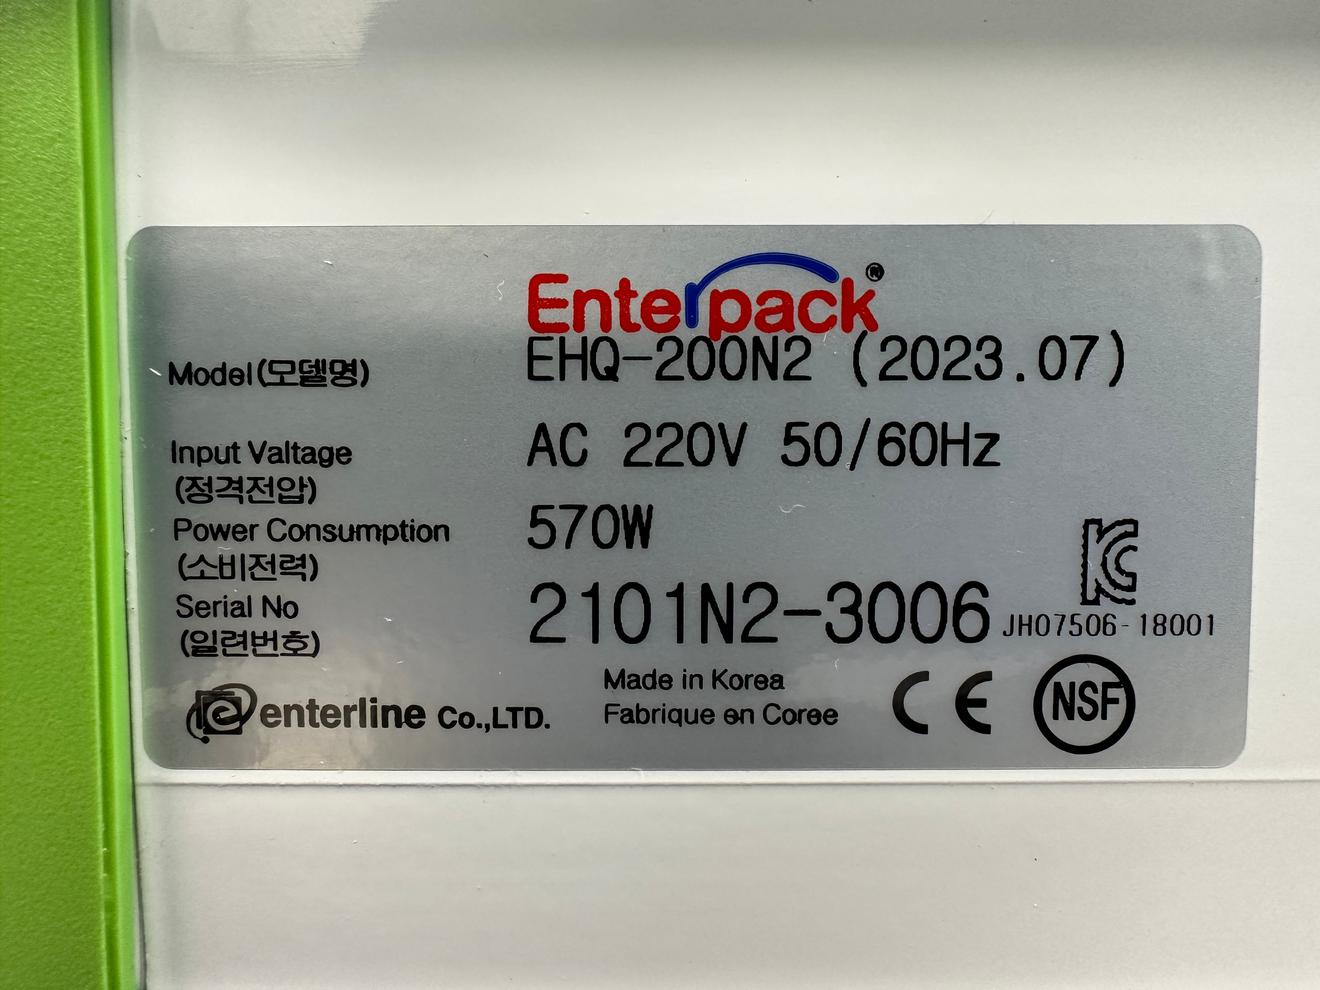 Enterpack®
Model(모델명) EHQ-200N2 (2023.07)
Input Valtage AC 220V 50/60Hz
(정격전압)
Power Consumption 570W
(소비전력)
Serial No 2101N2-3006 JH07506-18001
(일련번호)
KC
enterline Co.,LTD.
Made in Korea
Fabrique en Coree
CE NSF